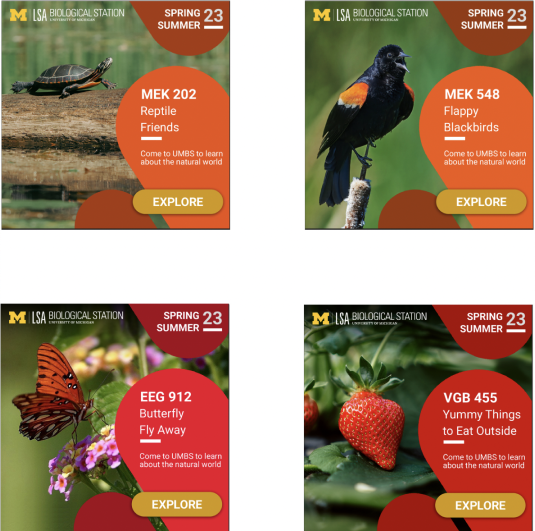 M LSA BIOLOGICAL STATION
UNIVERSITY OF MICHIGAN
SPRING
SUMMER 23
MEK 202
Reptile
Friends
Come to UMBS to learn
about the natural world
EXPLORE
M LSA BIOLOGICAL STATION
UNIVERSITY OF MICHIGAN
SPRING
SUMMER 23
MEK 548
Flappy
Blackbirds
Come to UMBS to learn
about the natural world
EXPLORE
M LSA BIOLOGICAL STATION
UNIVERSITY OF MICHIGAN
SPRING
SUMMER 23
EEG 912
Butterfly
Fly Away
Come to UMBS to learn
about the natural world
EXPLORE
M LSA BIOLOGICAL STATION
UNIVERSITY OF MICHIGAN
SPRING
SUMMER 23
VGB 455
Yummy Things
to Eat Outside
Come to UMBS to learn
about the natural world
EXPLORE